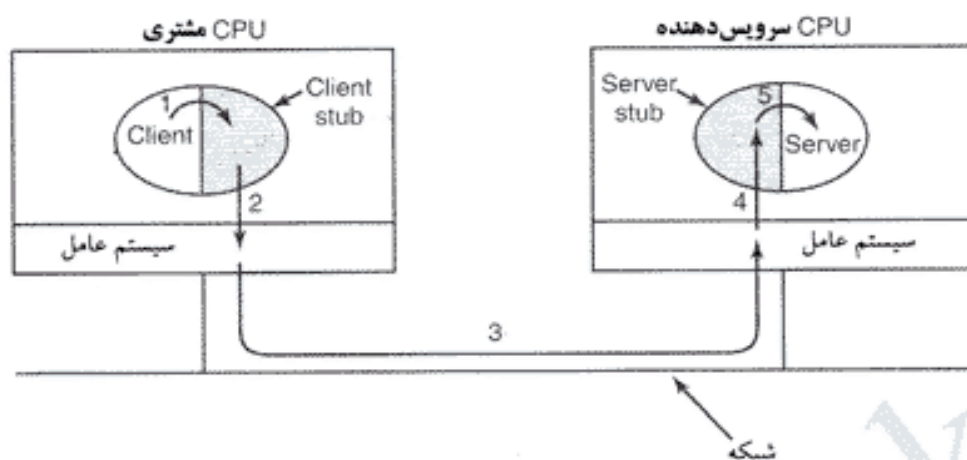 CPU مشتری
CPU سرویس‌دهنده
1
Client
Client
stub
2
سیستم عامل
Server
stub
5
Server
4
سیستم عامل
3
شبکه